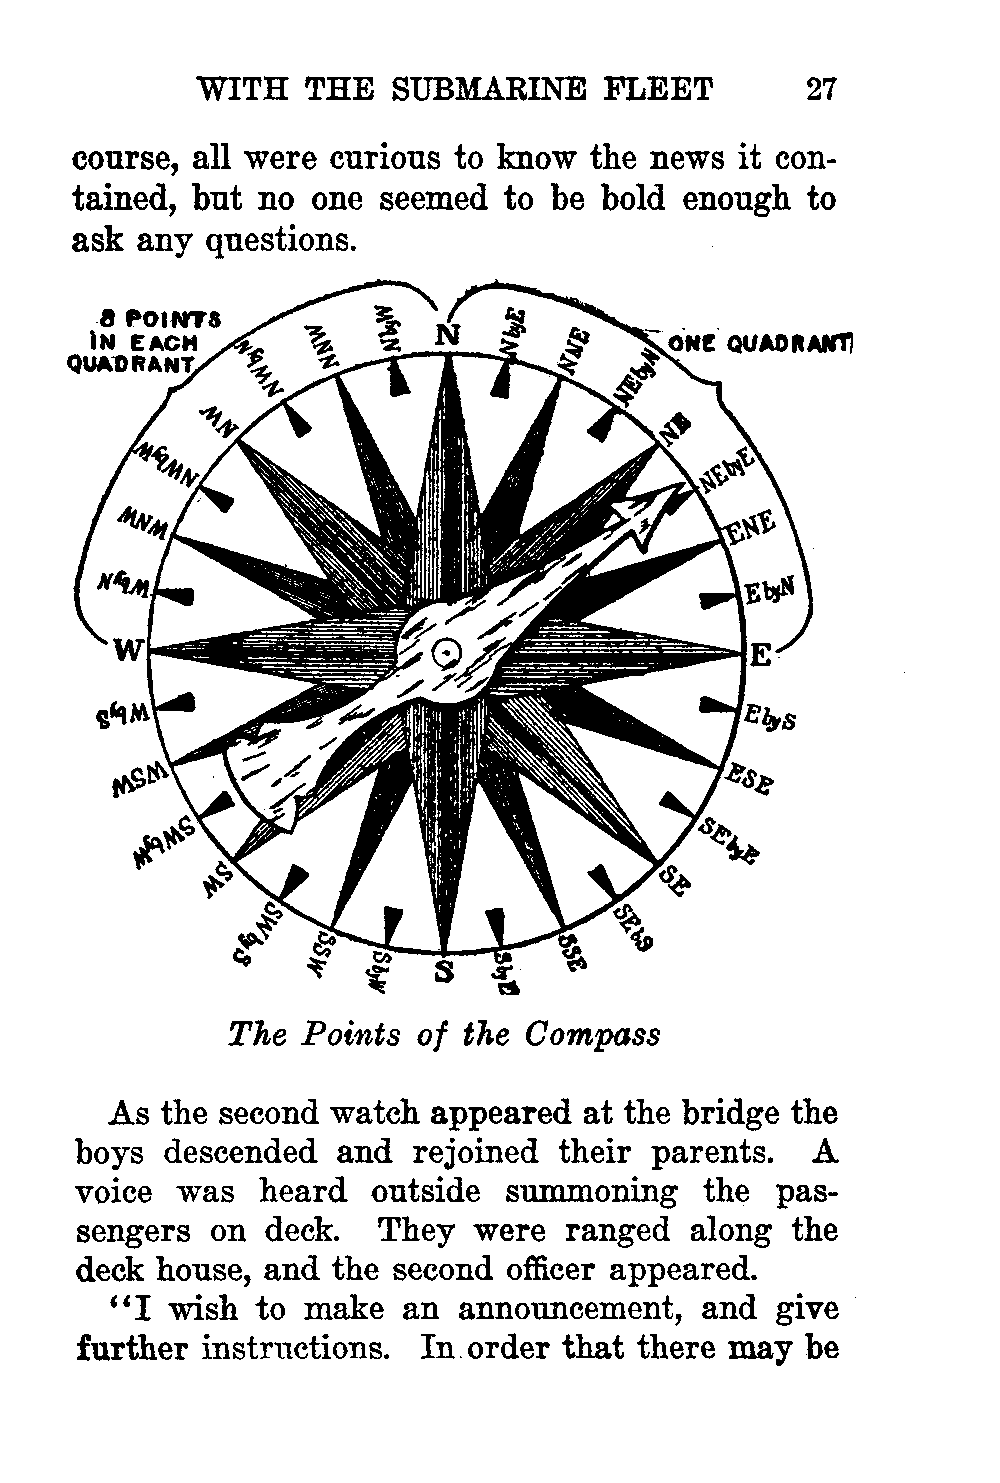 WITH THE SUBMARINE FLEET 27
course, all were curious to know the news it con-
tained, but no one seemed to be bold enough to
ask any questions.
8 POINTS
IN EACH
QUADRANT
ONE QUADRANT
N
NbyE
NNE
NEbyN
NE
NEbyE
ENE
EbyN
E
EbyS
ESE
SEbyE
SE
SEbS
SSE
SbyE
S
SbyW
SSW
SWbyS
SW
SWbyW
WSW
WbyS
W
WbyN
WNW
NWbyW
NW
NWbyN
NNW
NbyW
The Points of the Compass
As the second watch appeared at the bridge the
boys descended and rejoined their parents. A
voice was heard outside summoning the pas-
sengers on deck. They were ranged along the
deck house, and the second officer appeared.
"I wish to make an announcement, and give
further instructions. In order that there may be